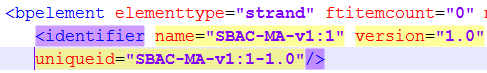 <bpelement elementtype="strand" ftitemcount="0"
<identifier name="SBAC-MA-v1:1" version="1.0"
uniqueid="SBAC-MA-v1:1-1.0"/>